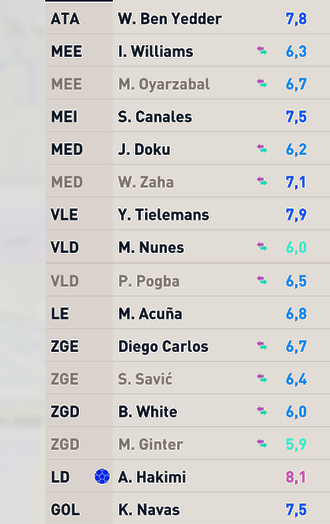 ATA W. Ben Yedder 7,8
MEE I. Williams 6,3
MEE M. Oyarzabal 6,7
MEI S. Canales 7,5
MED J. Doku 6,2
MED W. Zaha 7,1
VLE Y. Tielemans 7,9
VLD M. Nunes 6,0
VLD P. Pogba 6,5
LE M. Acuña 6,8
ZGE Diego Carlos 6,7
ZGE S. Savić 6,4
ZGD B. White 6,0
ZGD M. Ginter 5,9
LD A. Hakimi 8,1
GOL K. Navas 7,5